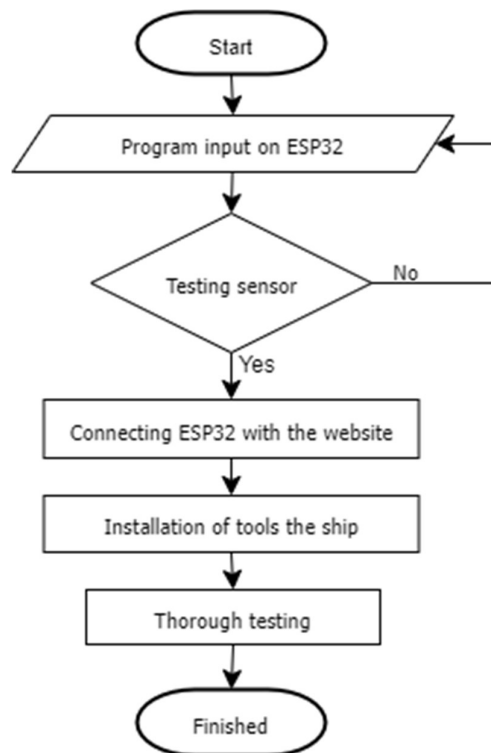 Start
Program input on ESP32
Testing sensor
No
Yes
Connecting ESP32 with the website
Installation of tools the ship
Thorough testing
Finished